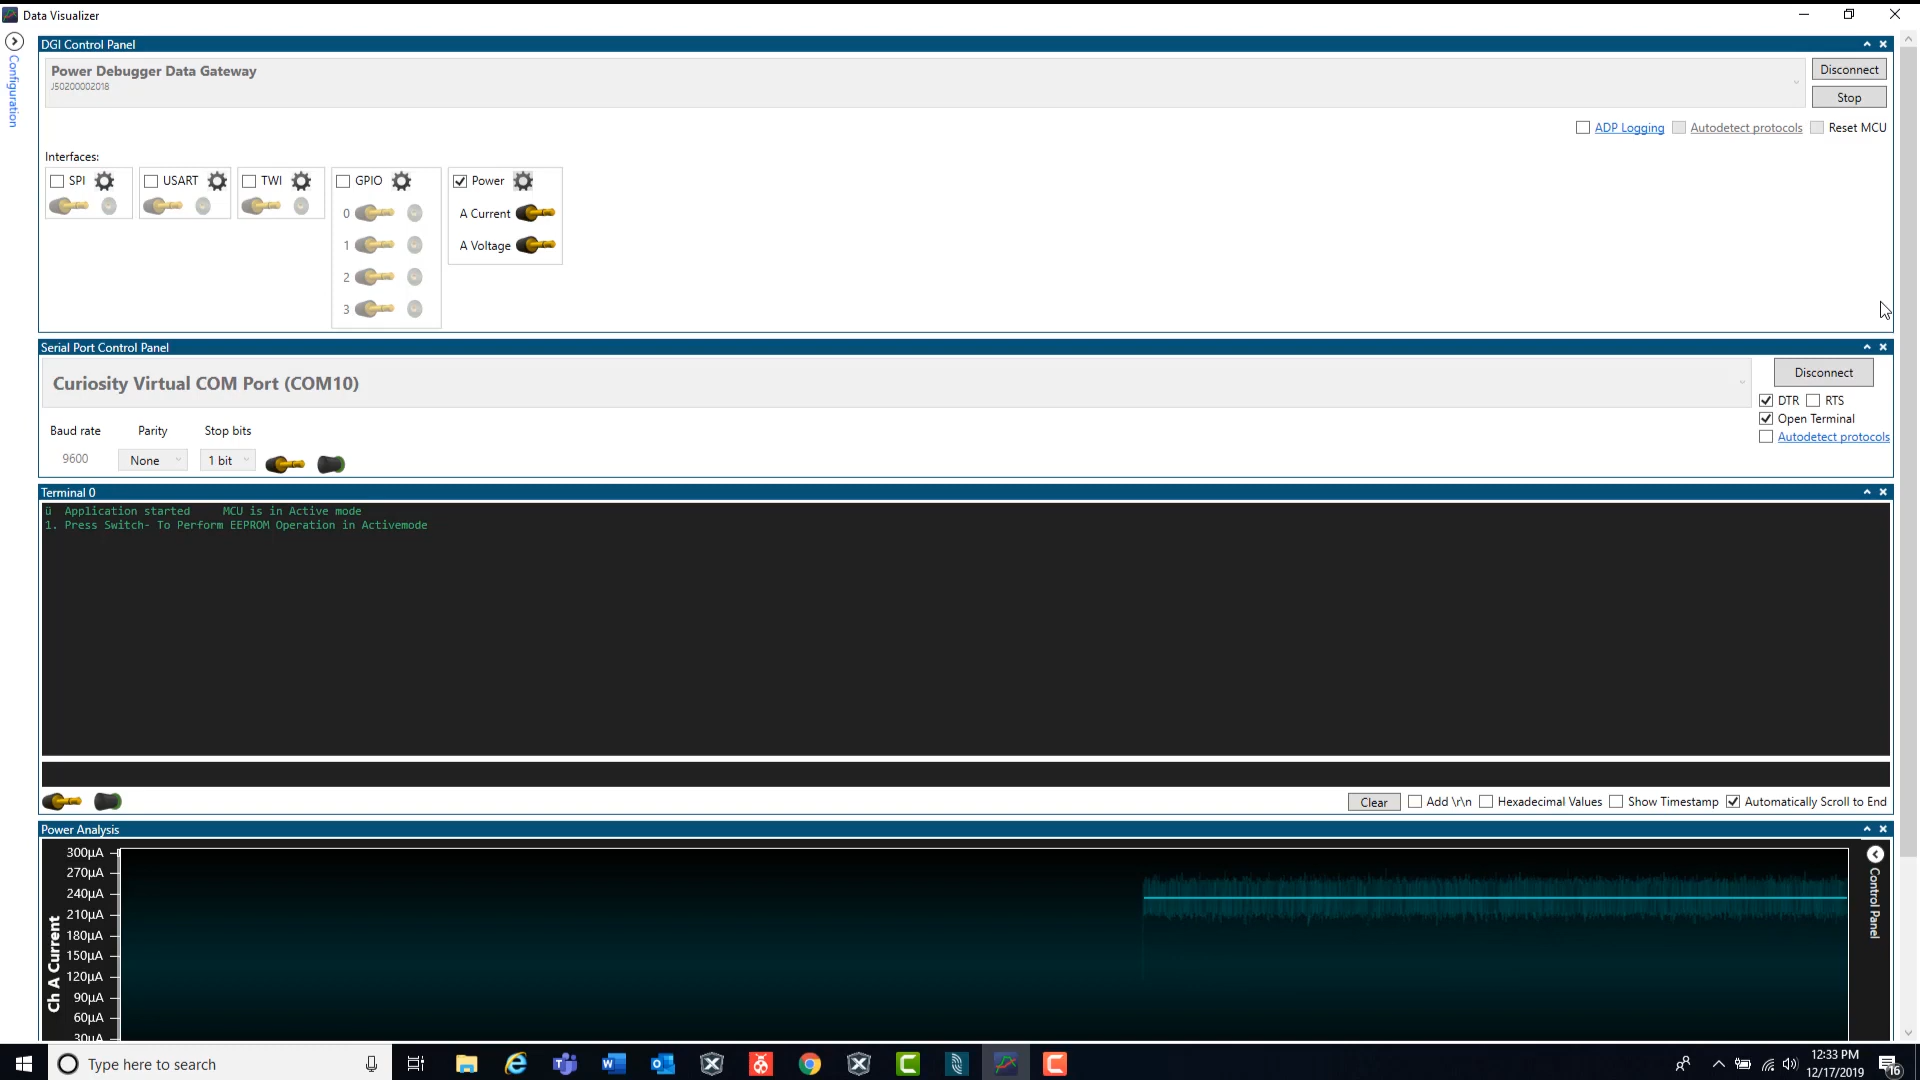 Data Visualizer
Configuration
DGI Control Panel
Power Debugger Data Gateway
J50200002018
Disconnect
Stop
ADP Logging Autodetect protocols Reset MCU
Interfaces:
SPI USART TWI GPIO Power
0 A Current
1 A Voltage
2
3
Serial Port Control Panel
Curiosity Virtual COM Port (COM10)
Disconnect
DTR RTS
Open Terminal
Autodetect protocols
Baud rate Parity Stop bits
9600 None 1 bit
Terminal 0
ü Application started MCU is in Active mode
1. Press Switch- To Perform EEPROM Operation in Activemode
Clear Add \r\n Hexadecimal Values Show Timestamp Automatically Scroll to End
Power Analysis
Ch A Current
300µA
270µA
240µA
210µA
180µA
150µA
120µA
90µA
60µA
30µA
Control Panel
Type here to search
12:33 PM
12/17/2019
16